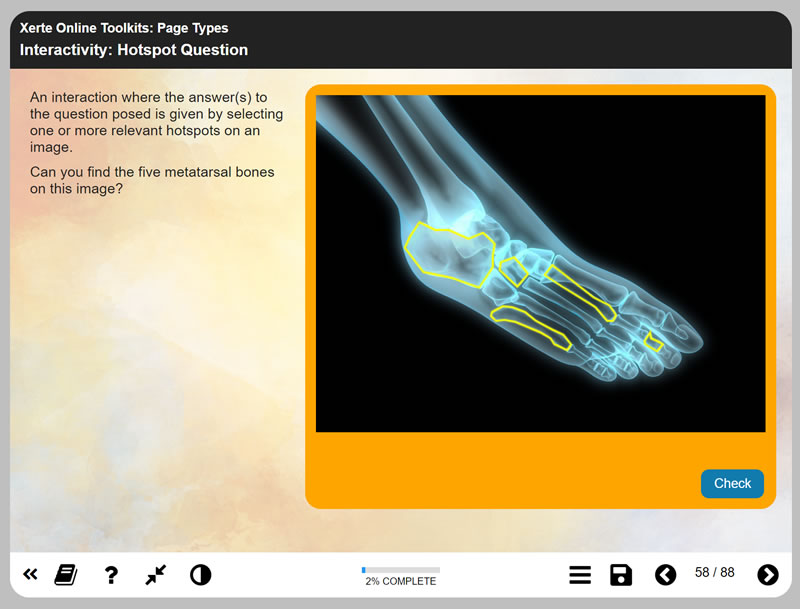 Xerte Online Toolkits: Page Types
Interactivity: Hotspot Question
An interaction where the answer(s) to
the question posed is given by selecting
one or more relevant hotspots on an
image.
Can you find the five metatarsal bones
on this image?
Check
?
2% COMPLETE
58 / 88